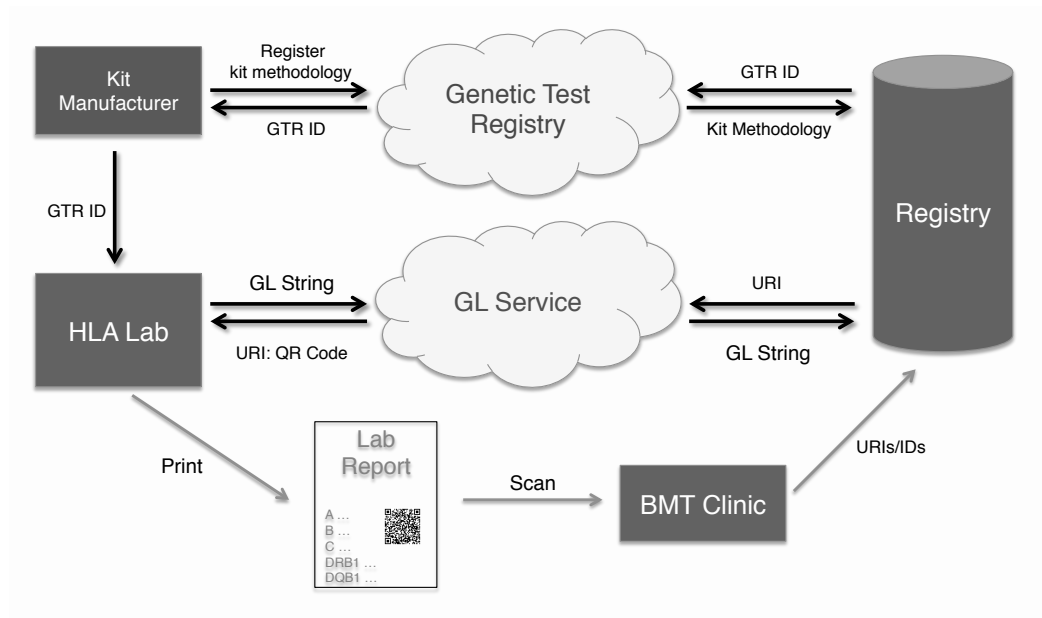 Kit
Manufacturer
Register
kit methodology
GTR ID
Genetic Test
Registry
GTR ID
Kit Methodology
Registry
GTR ID
HLA Lab
GL String
URI: QR Code
GL Service
URI
GL String
Print
Lab
Report
A ...
B ...
C ...
DRB1 ...
DQB1 ...
Scan
BMT Clinic
URIs/IDs